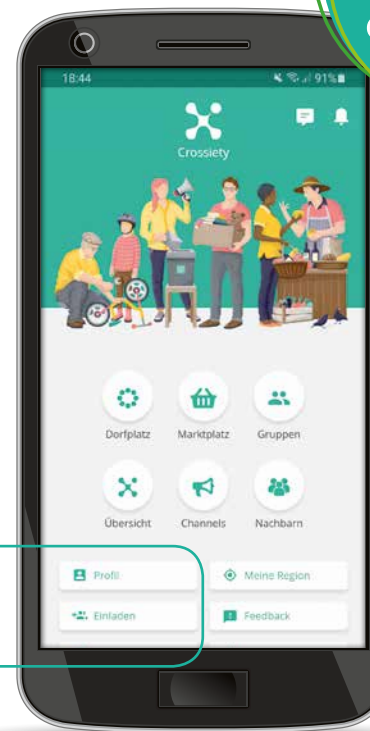 18:44 91%
Crossiety
Dorfplatz Marktplatz Gruppen
Übersicht Channels Nachbarn
Profil Meine Region
Einladen Feedback